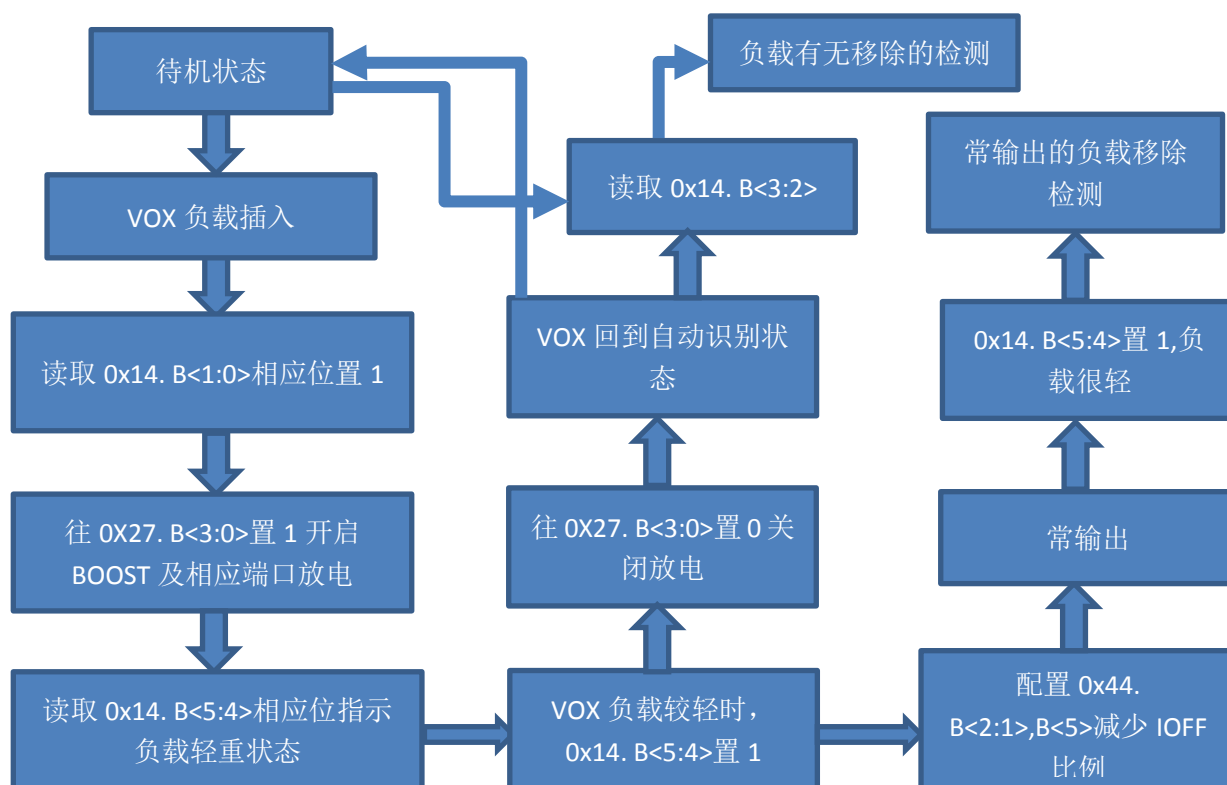 待机状态
VOX 负载插入
读取 0x14. B<1:0>相应位置 1
往 0X27. B<3:0>置 1 开启
BOOST 及相应端口放电
读取 0x14. B<5:4>相应位指示
负载轻重状态
VOX 负载较轻时，
0x14. B<5:4>置 1
往 0X27. B<3:0>置 0 关
闭放电
VOX 回到自动识别状
态
读取 0x14. B<3:2>
负载有无移除的检测
配置 0x44.
B<2:1>,B<5>减少 IOFF
比例
常输出
0x14. B<5:4>置 1,负
载很轻
常输出的负载移除
检测